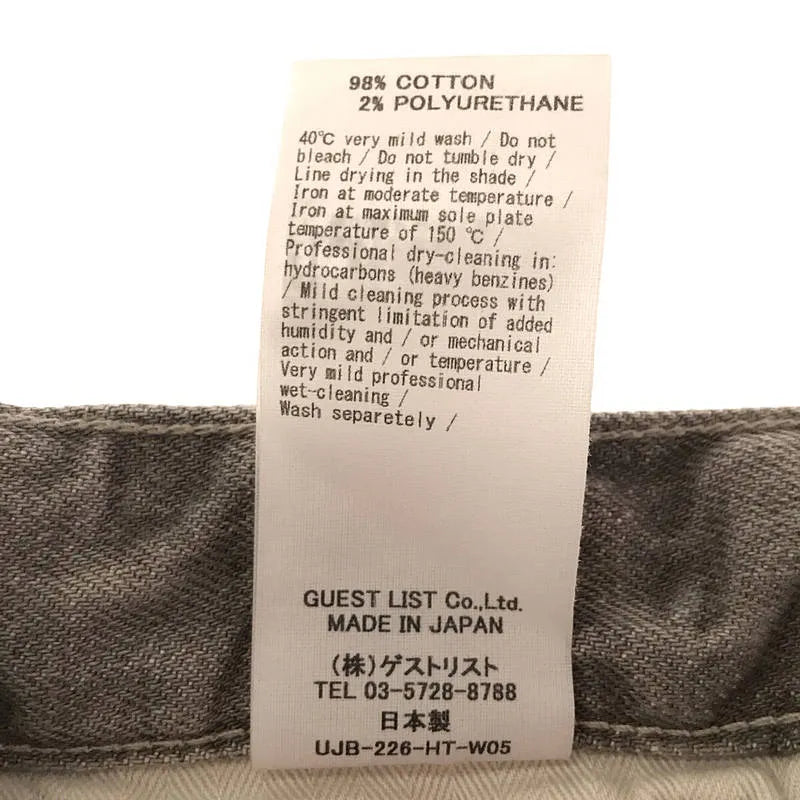 98% COTTON
2% POLYURETHANE
40℃ very mild wash / Do not
bleach / Do not tumble dry /
Line drying in the shade /
Iron at moderate temperature /
Iron at maximum sole plate
temperature of 150 ℃ /
Professional dry-cleaning in:
hydrocarbons (heavy benzines)
/ Mild cleaning process with
stringent limitation of added
humidity and / or mechanical
action and / or temperature /
Very mild professional
wet-cleaning /
Wash separetely /
GUEST LIST Co.,Ltd.
MADE IN JAPAN
(株)ゲストリスト
TEL 03-5728-8788
日本製
UJB-226-HT-W05